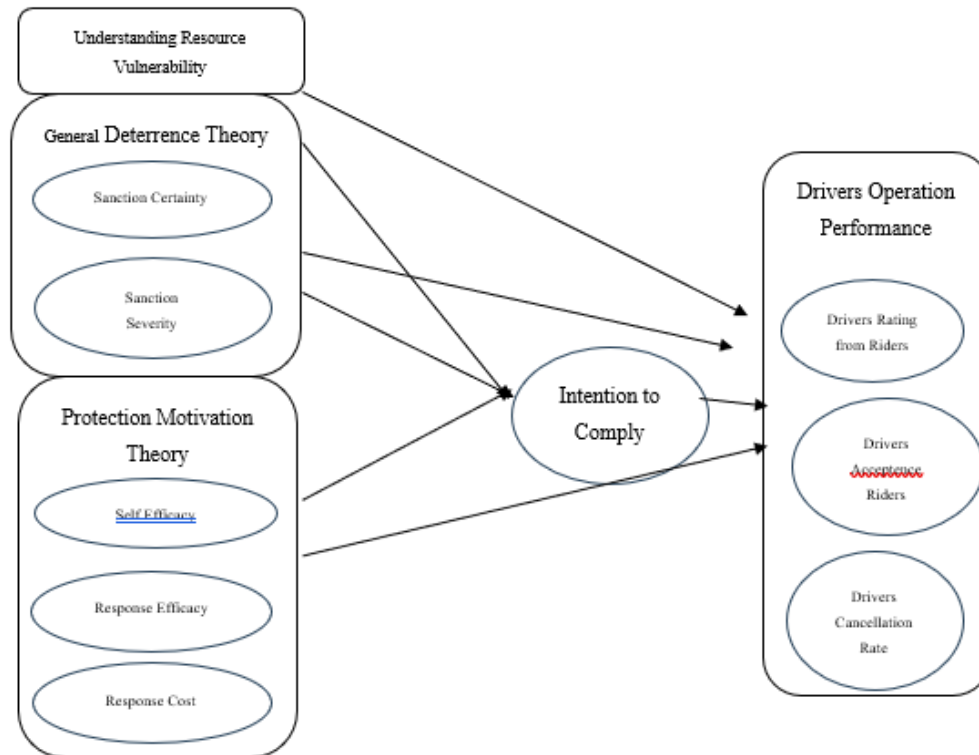 Understanding Resource
Vulnerability
General Deterrence Theory
Sanction Certainty
Sanction
Severity
Protection Motivation
Theory
Self Efficacy
Response Efficacy
Response Cost
Intention to
Comply
Drivers Operation
Performance
Drivers Rating
from Riders
Drivers
Acceptence
Riders
Drivers
Cancellation
Rate